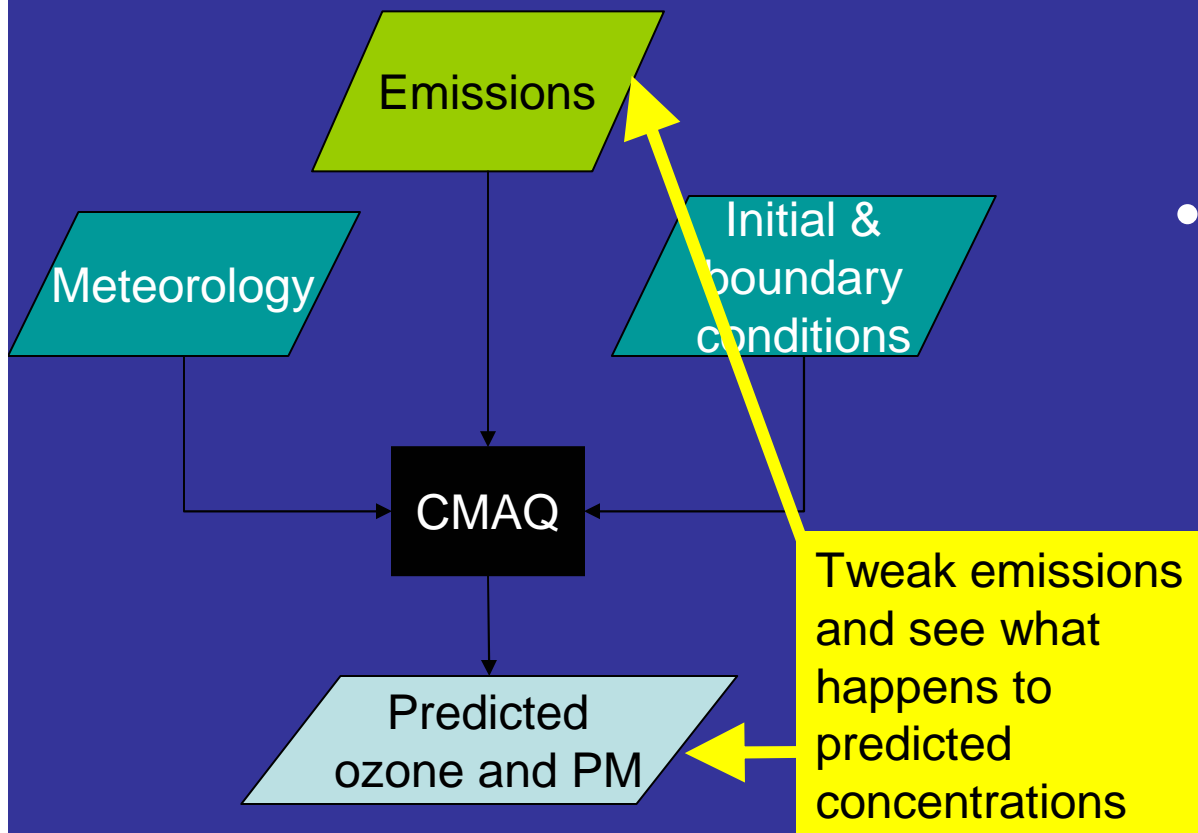 Emissions
Meteorology
Initial &
boundary
conditions
CMAQ
Predicted
ozone and PM
Tweak emissions
and see what
happens to
predicted
concentrations
•